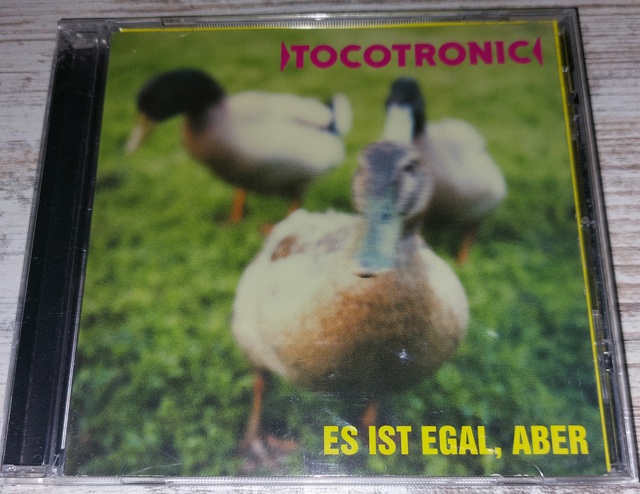 TOCOTRONIC
ES IST EGAL, ABER